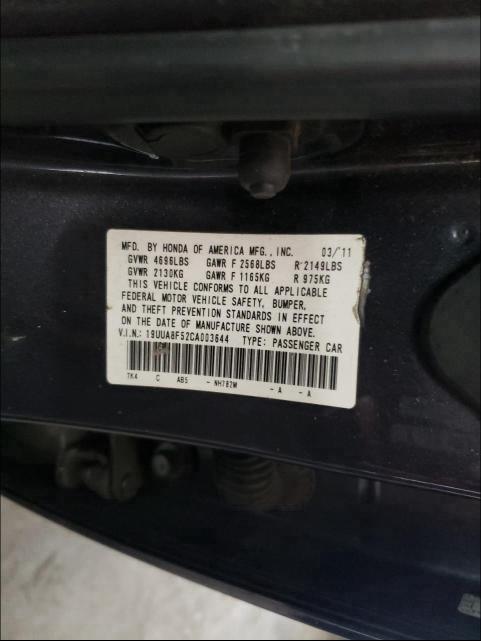 MFD. BY HONDA OF AMERICA MFG., INC. 03/'11
GVWR 4696LBS GAWR F 2568LBS R 2149LBS
GVWR 2130KG GAWR F 1165KG R 975KG
THIS VEHICLE CONFORMS TO ALL APPLICABLE
FEDERAL MOTOR VEHICLE SAFETY, BUMPER,
AND THEFT PREVENTION STANDARDS IN EFFECT
ON THE DATE OF MANUFACTURE SHOWN ABOVE.
V.I.N.: 19UUA8F52CA003644 TYPE: PASSENGER CAR
TK4 C AB5 - NH782M - A - A